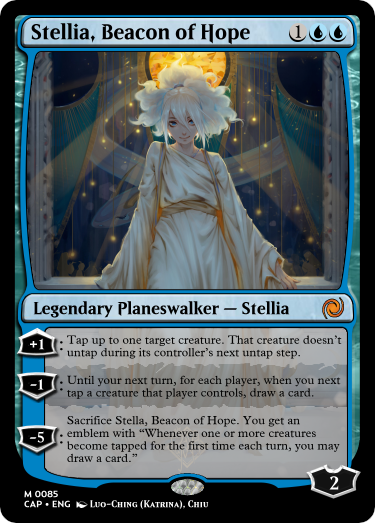 Stellia, Beacon of Hope 1
Legendary Planeswalker — Stellia
+1: Tap up to one target creature. That creature doesn't
untap during its controller's next untap step.
-1: Until your next turn, for each player, when you next
tap a creature that player controls, draw a card.
-5: Sacrifice Stellia, Beacon of Hope. You get an
emblem with “Whenever one or more creatures
become tapped for the first time each turn, you may
draw a card.”
2
M 0085
CAP • ENG Luo-Ching (Katrina), Chiu